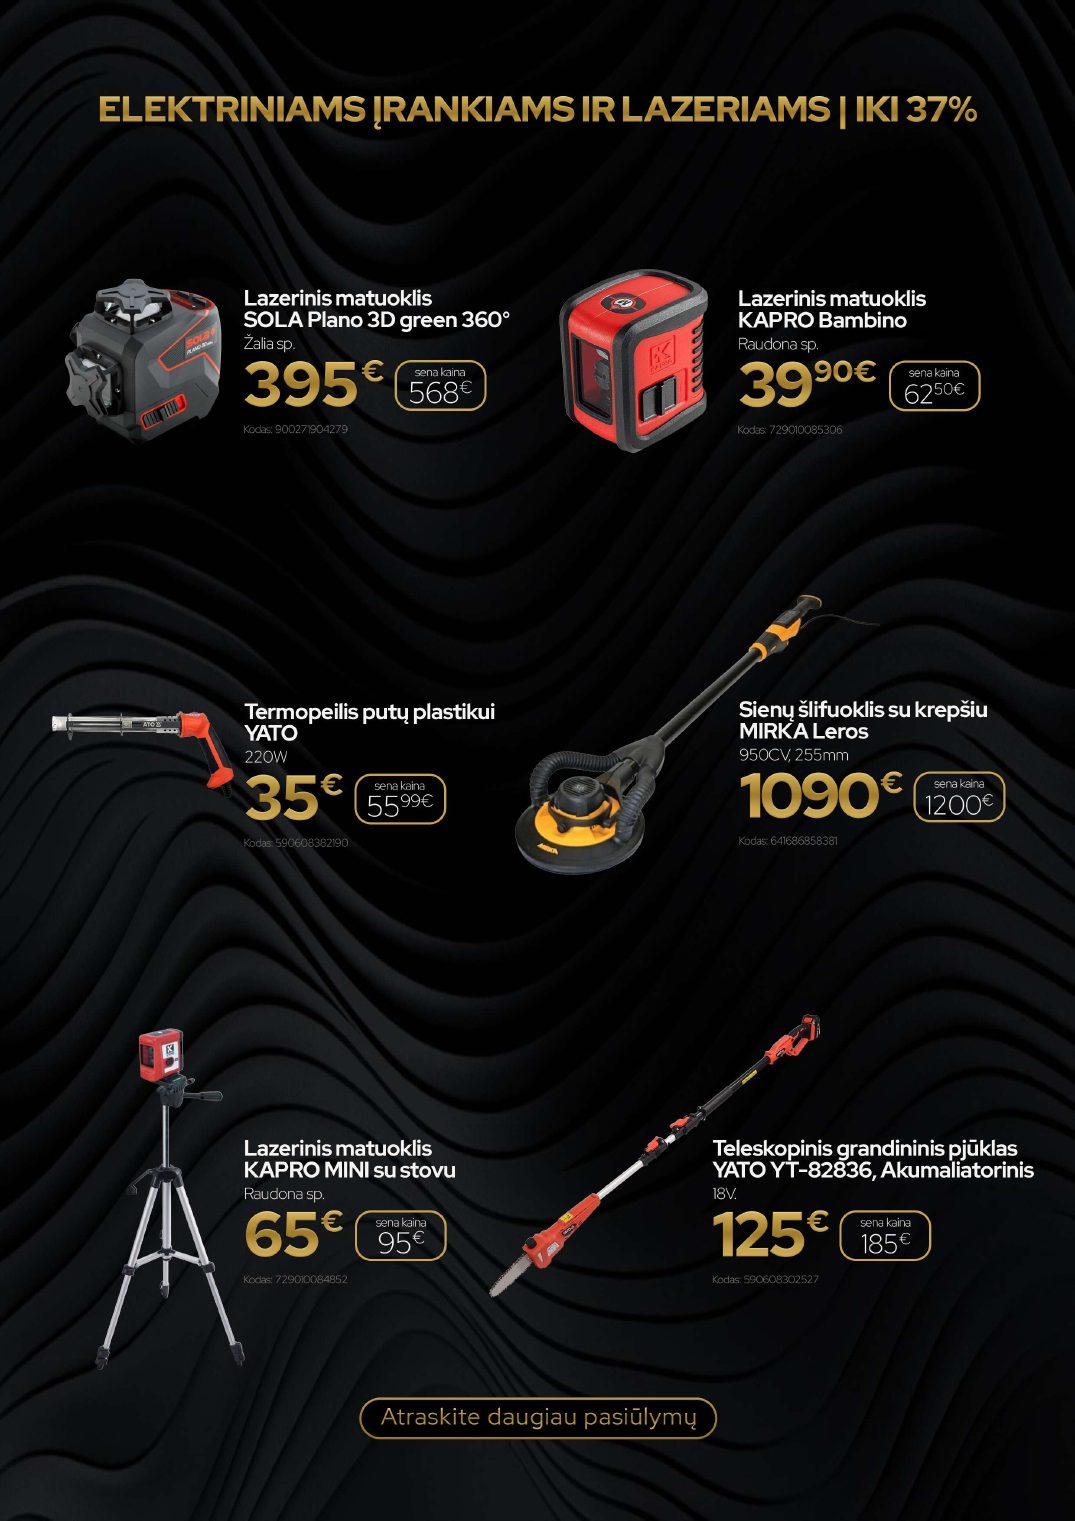 ELEKTRINIAMS ĮRANKIAMS IR LAZERIAMS | IKI 37%
Lazerinis matuoklis
SOLA Plano 3D green 360°
Žalia sp.
395€
sena kaina
568€
Kodas: 900271904279
Lazerinis matuoklis
KAPRO Bambino
Raudona sp.
3990€
sena kaina
6250€
Kodas: 729010085306
Termopeilis putų plastikui
YATO
220W
35€
sena kaina
5599€
Kodas: 590608382190
Sienų šlifuoklis su krepšiu
MIRKA Leros
950CV, 255mm
1090€
sena kaina
1200€
Kodas: 641686858381
Lazerinis matuoklis
KAPRO MINI su stovu
Raudona sp.
65€
sena kaina
95€
Kodas: 729010084852
Teleskopinis grandininis pjūklas
YATO YT-82836, Akumaliatorinis
18V.
125€
sena kaina
185€
Kodas: 590608302527
Atraskite daugiau pasiūlymų